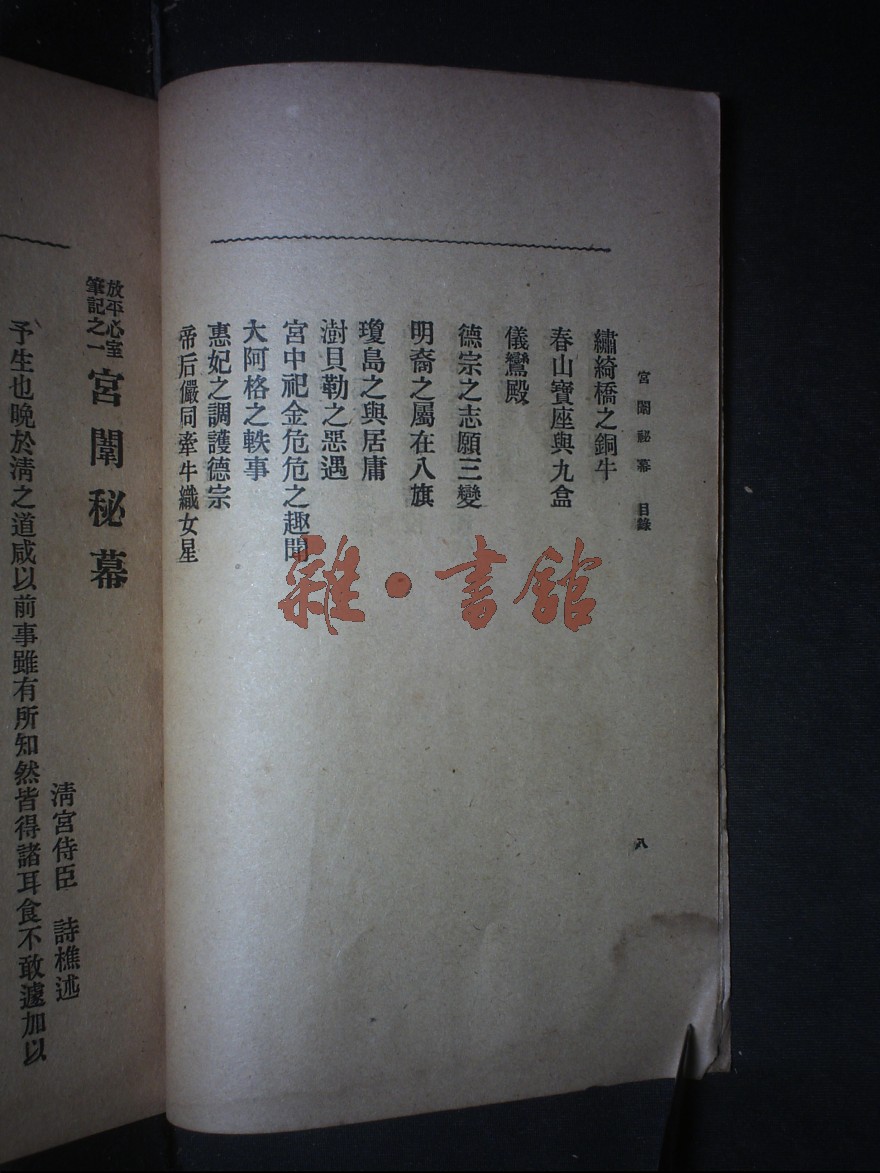 宮闈秘幕 目錄
八
繡綺橋之銅牛
春山寶座與九盒
儀鸞殿
德宗之志願三變
明裔之屬在八旗
瓊島之與居庸
澍貝勒之惡遇
宮中祀金危危之趣聞
大阿格之軼事
惠妃之調護德宗
帝后儼同牽牛織女星
放平心室
筆記之一
宮闈秘幕
清宮侍臣 詩樵述
予生也晚於清之道咸以前事雖有所知然皆得諸耳食不敢遽加以
雜·書館